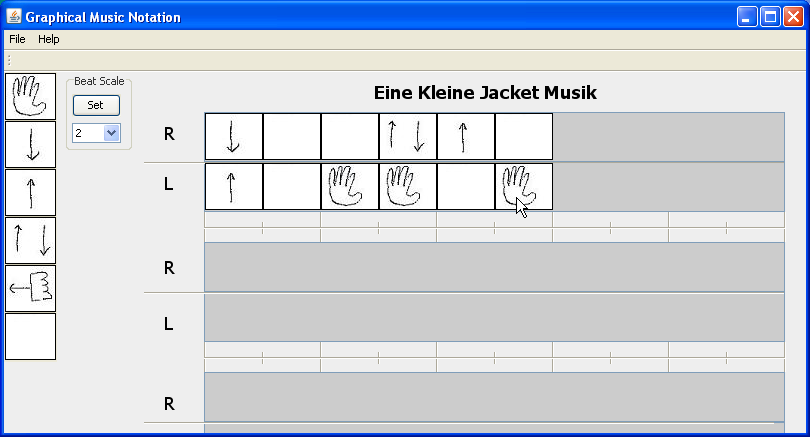 Graphical Music Notation
File Help
Beat Scale
Set
2
Eine Kleine Jacket Musik
R
L
R
L
R